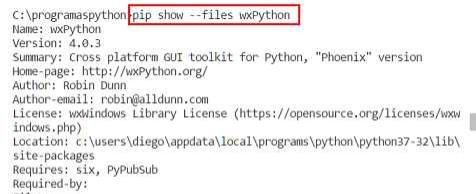 C:\programaspython>pip show --files wxPython
Name: wxPython
Version: 4.0.3
Summary: Cross platform GUI toolkit for Python, "Phoenix" version
Home-page: http://wxPython.org/
Author: Robin Dunn
Author-email: robin@alldunn.com
License: wxWindows Library License (https://opensource.org/licenses/wxw
indows.php)
Location: c:\users\diego\appdata\local\programs\python\python37-32\lib\
site-packages
Requires: six, PyPubSub
Required-by: